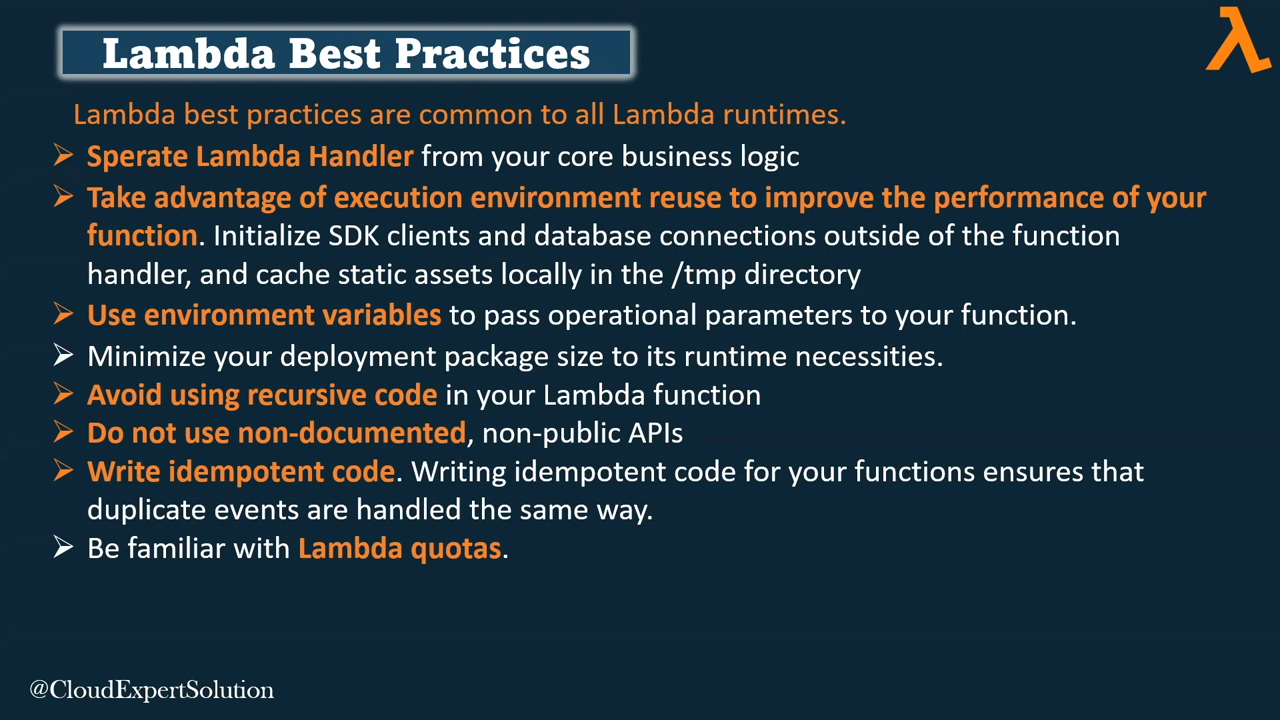 Lambda Best Practices
Lambda best practices are common to all Lambda runtimes.
Sperate Lambda Handler from your core business logic
Take advantage of execution environment reuse to improve the performance of your
function. Initialize SDK clients and database connections outside of the function
handler, and cache static assets locally in the /tmp directory
Use environment variables to pass operational parameters to your function.
Minimize your deployment package size to its runtime necessities.
Avoid using recursive code in your Lambda function
Do not use non-documented, non-public APIs
Write idempotent code. Writing idempotent code for your functions ensures that
duplicate events are handled the same way.
Be familiar with Lambda quotas.
@CloudExpertSolution